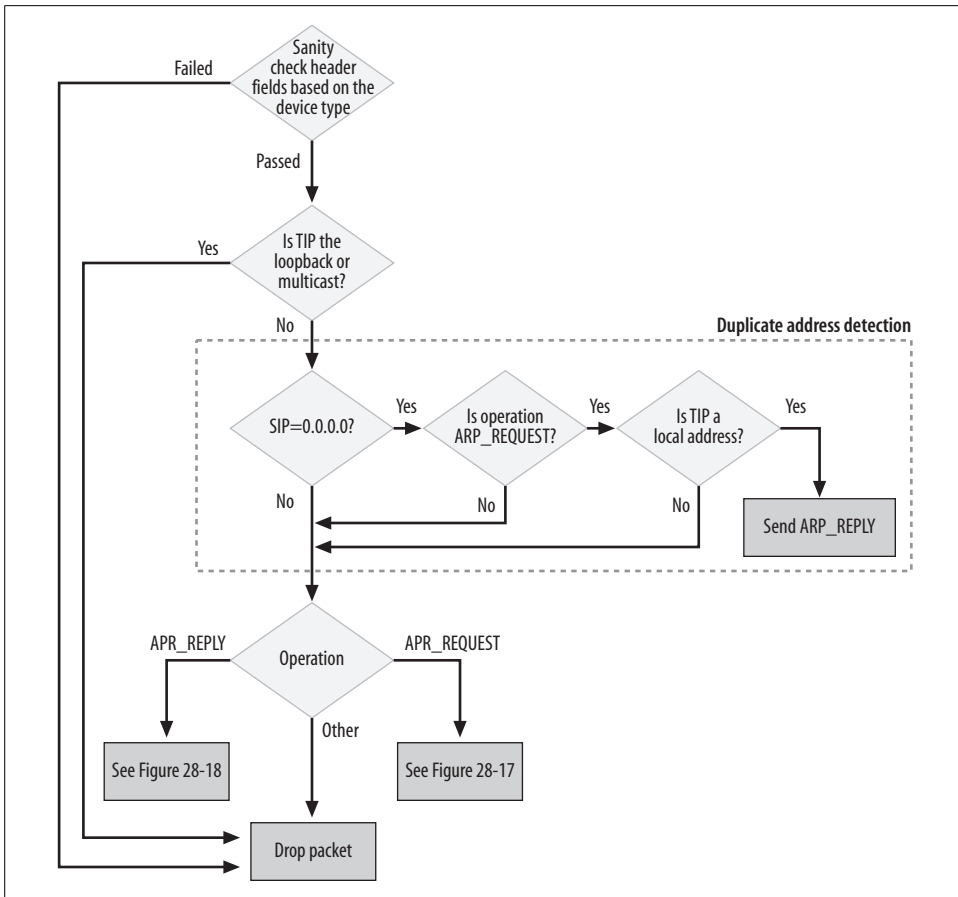 Sanity
check header
fields based on the
device type
Failed
Passed
Is TIP the
loopback or
multicast?
Yes
No
Duplicate address detection
SIP=0.0.0.0?
Yes
Is operation
ARP_REQUEST?
Yes
Is TIP a
local address?
Yes
No
No
No
Send ARP_REPLY
APR_REPLY
Operation
APR_REQUEST
Other
See Figure 28-18
See Figure 28-17
Drop packet